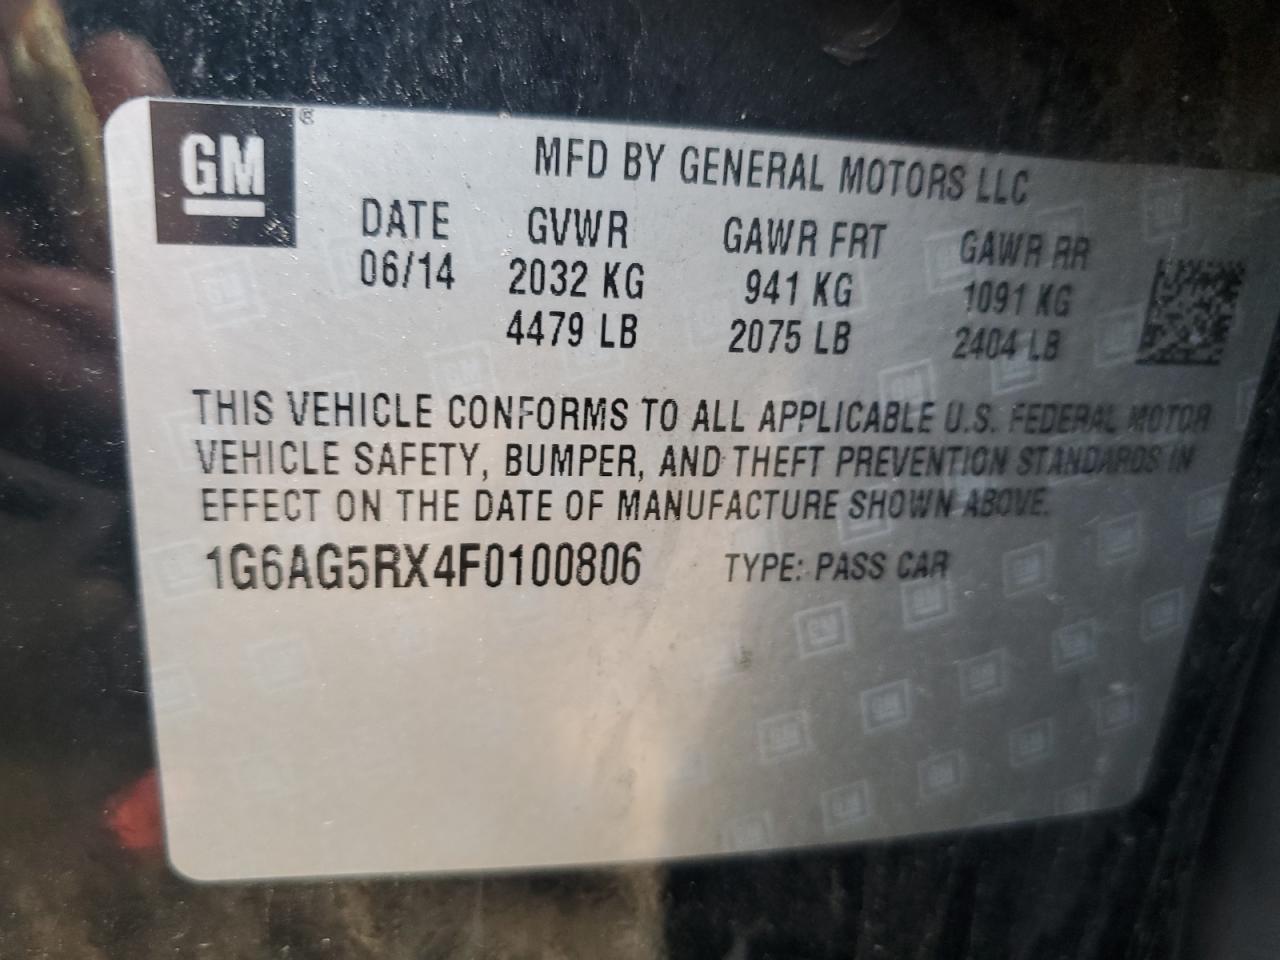 GM ®
MFD BY GENERAL MOTORS LLC
DATE GVWR GAWR FRT GAWR RR
06/14 2032 KG 941 KG 1091 KG
4479 LB 2075 LB 2404 LB
THIS VEHICLE CONFORMS TO ALL APPLICABLE U.S. FEDERAL MOTOR
VEHICLE SAFETY, BUMPER, AND THEFT PREVENTION STANDARDS IN
EFFECT ON THE DATE OF MANUFACTURE SHOWN ABOVE.
1G6AG5RX4F0100806 TYPE: PASS CAR